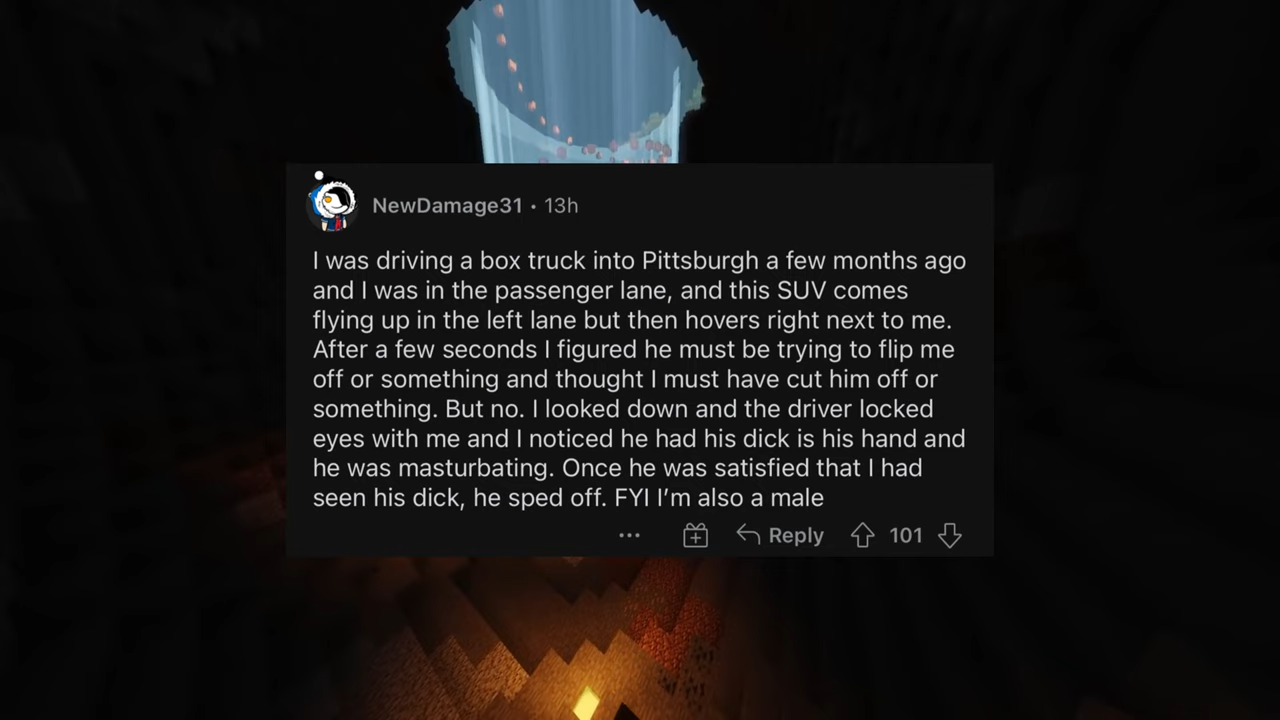 NewDamage31 • 13h
I was driving a box truck into Pittsburgh a few months ago
and I was in the passenger lane, and this SUV comes
flying up in the left lane but then hovers right next to me.
After a few seconds I figured he must be trying to flip me
off or something and thought I must have cut him off or
something. But no. I looked down and the driver locked
eyes with me and I noticed he had his dick is his hand and
he was masturbating. Once he was satisfied that I had
seen his dick, he sped off. FYI I’m also a male
... Reply 101